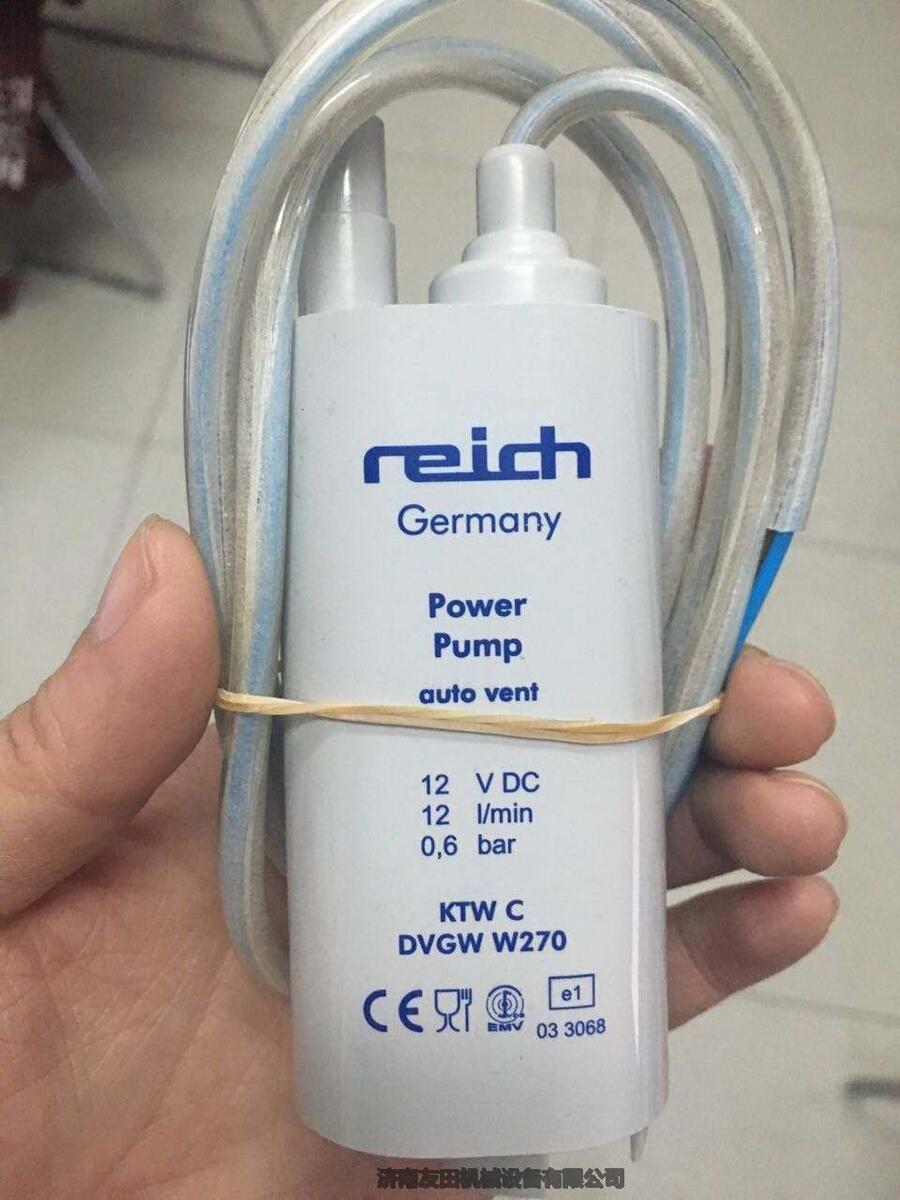 reich
Germany
Power
Pump
auto vent
12 V DC
12 l/min
0,6 bar
KTW C
DVGW W270
CE
e1
EMV
03 3068
济南友田机械设备有限公司